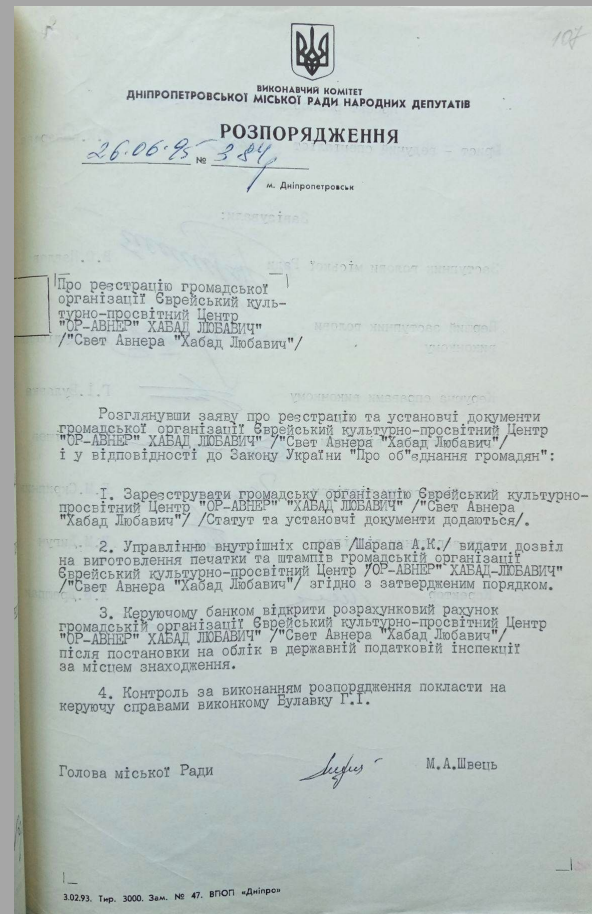 107
ВИКОНАВЧИЙ КОМІТЕТ
ДНІПРОПЕТРОВСЬКОЇ МІСЬКОЇ РАДИ НАРОДНИХ ДЕПУТАТІВ
РОЗПОРЯДЖЕННЯ
26.06.95 № 384
м. Дніпропетровськ
Про реєстрацію громадської
організації Єврейський куль-
турно-просвітний Центр
"ОР-АВНЕР" ХАБАД ЛЮБАВИЧ"
/"Свет Авнера "Хабад Любавич"/
Розглянувши заяву про реєстрацію та установчі документи
громадської організації Єврейський культурно-просвітний Центр
"ОР-АВНЕР" ХАБАД ЛЮБАВИЧ" /"Свет Авнера "Хабад Любавич"/
і у відповідності до Закону України "Про об"єднання громадян":
I. Зареєструвати громадську організацію Єврейський культурно-
просвітний Центр "ОР-АВНЕР" "ХАБАД ЛЮБАВИЧ" /"Свет Авнера
"Хабад Любавич"/ /Статут та установчі документи додаються/.
2. Управлінню внутрішніх справ /Шарапа А.К./ видати дозвіл
на виготовлення печатки та штампів громадській організації
Єврейський культурно-просвітний Центр "ОР-АВНЕР" ХАБАД-ЛЮБАВИЧ"
/"Свет Авнера "Хабад Любавич"/ згідно з затвердженим порядком.
3. Керуючому банком відкрити розрахунковий рахунок
громадській організації Єврейський культурно-просвітний Центр
"ОР-АВНЕР" ХАБАД ЛЮБАВИЧ" /"Свет Авнера "Хабад Любавич"/
після постановки на облік в державній податковій інспекції
за місцем знаходження.
4. Контроль за виконанням розпорядження покласти на
керуючу справами виконкому Булавку Г.І.
Голова міської Ради М.А.Швець
3.02.93. Тир. 3000. Зам. № 47. ВПОП «Дніпро»